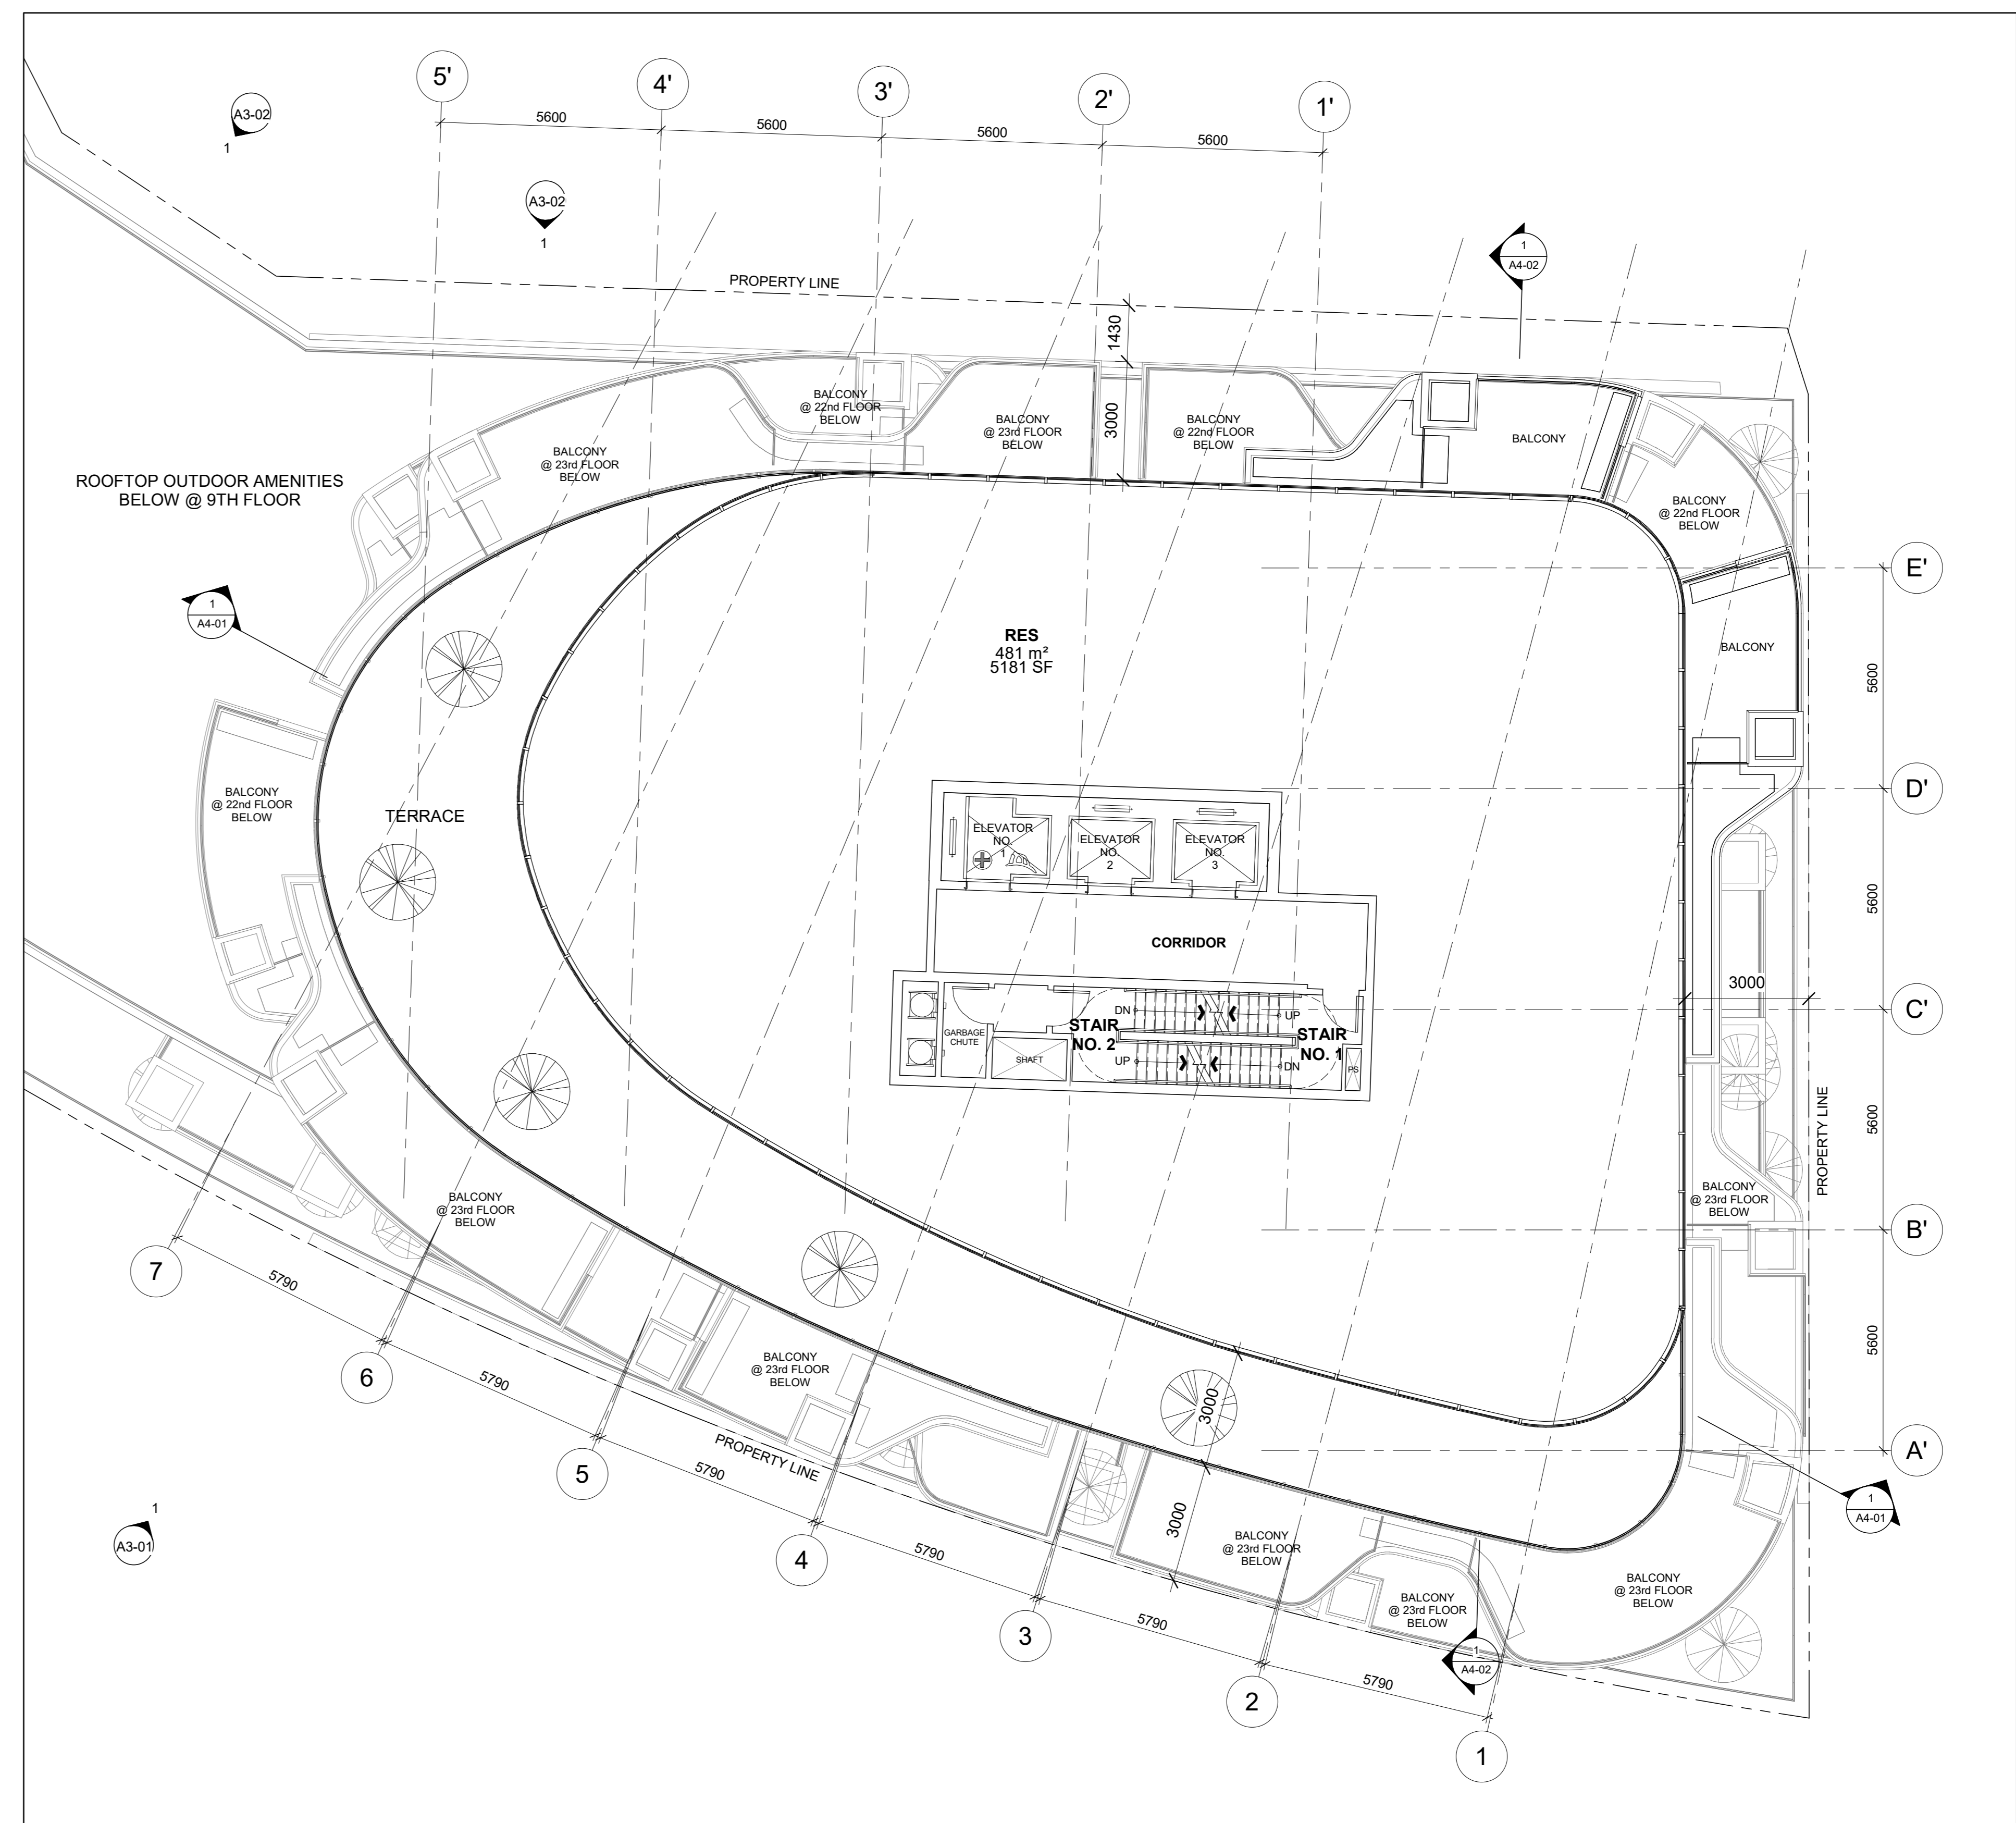 5'
4'
3'
2'
1'
5600
5600
5600
5600
A3-02
1
A3-02
1
1
A4-02
PROPERTY LINE
1430
3000
BALCONY
@ 22nd FLOOR
BELOW
BALCONY
@ 23rd FLOOR
BELOW
BALCONY
@ 22nd FLOOR
BELOW
BALCONY
BALCONY
@ 23rd FLOOR
BELOW
ROOFTOP OUTDOOR AMENITIES
BELOW @ 9TH FLOOR
BALCONY
@ 22nd FLOOR
BELOW
E'
1
A4-01
RES
481 m²
5181 SF
BALCONY
5600
D'
BALCONY
@ 22nd FLOOR
BELOW
TERRACE
ELEVATOR
NO.
1
ELEVATOR
NO.
2
ELEVATOR
NO.
3
5600
CORRIDOR
3000
C'
DN
UP
GARBAGE
CHUTE
STAIR
NO. 2
STAIR
NO. 1
SHAFT
UP
DN
PS
5600
PROPERTY LINE
BALCONY
@ 23rd FLOOR
BELOW
BALCONY
@ 23rd FLOOR
BELOW
B'
7
5790
5600
6
5790
BALCONY
@ 23rd FLOOR
BELOW
3000
A'
5
PROPERTY LINE
5790
1
A4-01
1
A3-01
3000
4
5790
BALCONY
@ 23rd FLOOR
BELOW
BALCONY
@ 23rd FLOOR
BELOW
BALCONY
@ 23rd FLOOR
BELOW
3
5790
1
A4-02
2
5790
1